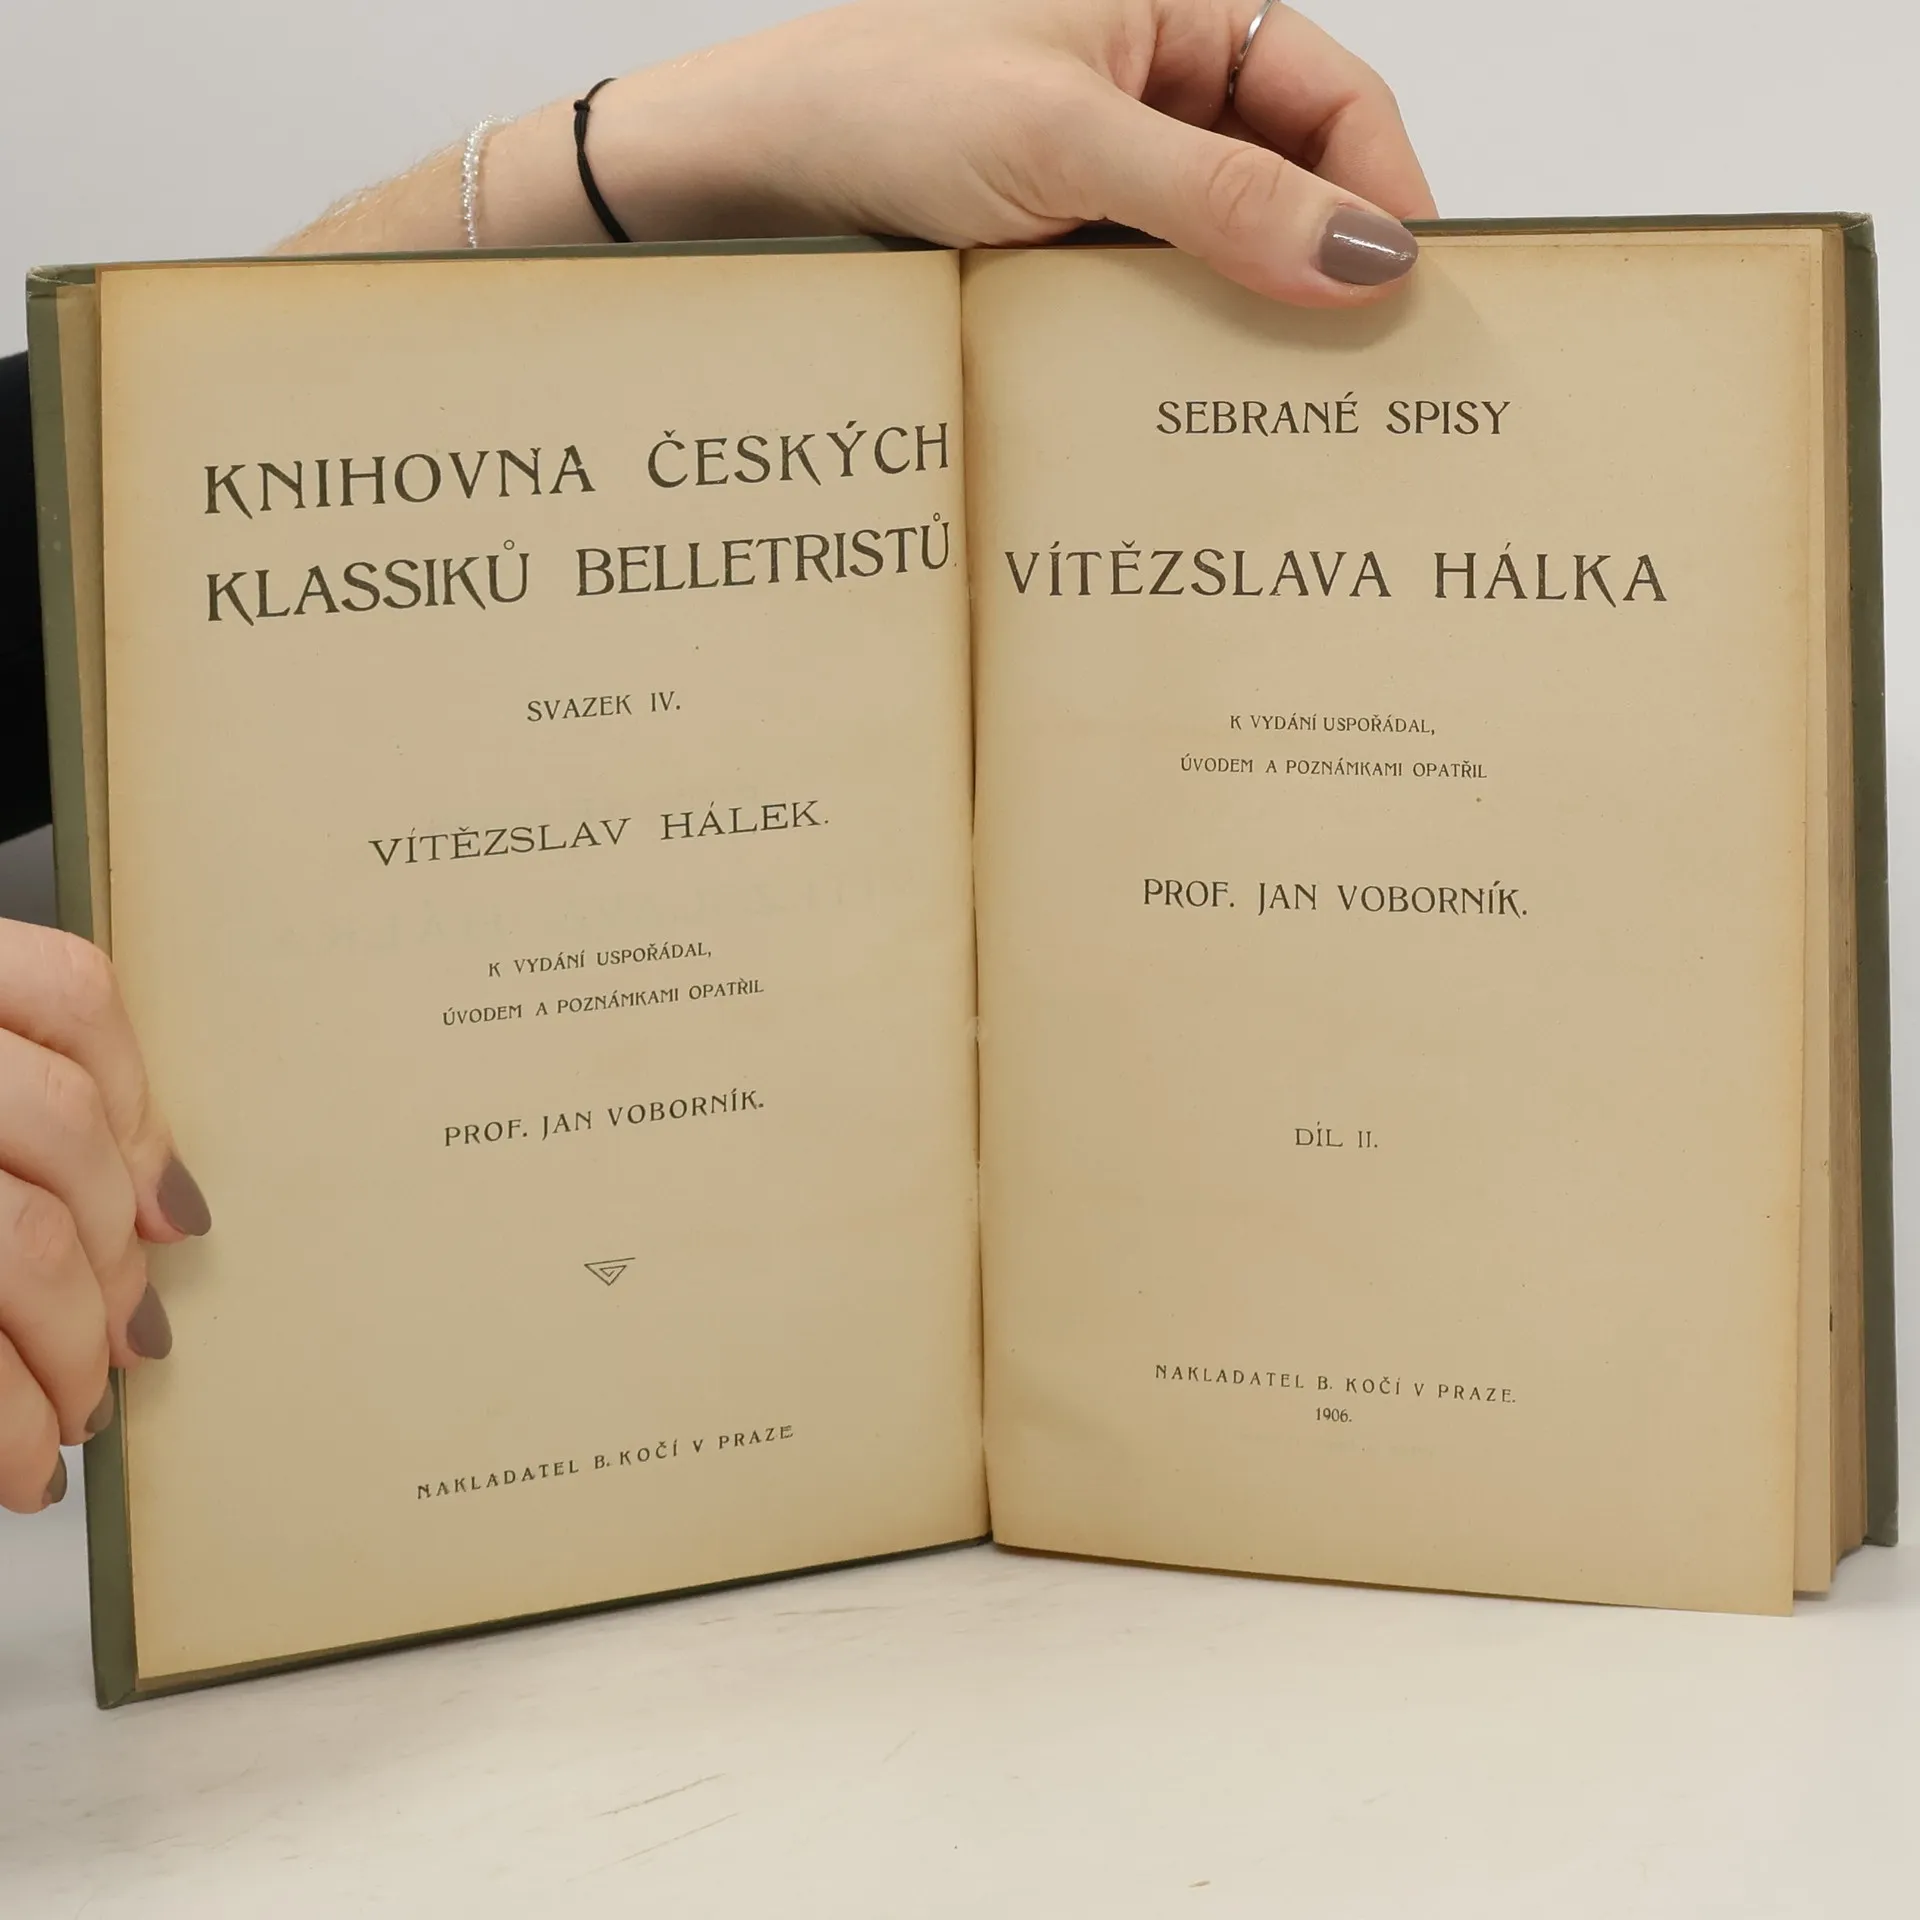 KNIHOVNA ČESKÝCH
KLASSIKŮ BELLETRISTŮ.
SVAZEK IV.
VÍTĚZSLAV HÁLEK.
K VYDÁNÍ USPOŘÁDAL,
ÚVODEM A POZNÁMKAMI OPATŘIL
PROF. JAN VOBORNÍK.
NAKLADATEL B. KOČÍ V PRAZE
SEBRANÉ SPISY
VÍTĚZSLAVA HÁLKA
K VYDÁNÍ USPOŘÁDAL,
ÚVODEM A POZNÁMKAMI OPATŘIL
PROF. JAN VOBORNÍK.
DÍL II.
NAKLADATEL B. KOČÍ V PRAZE.
1906.